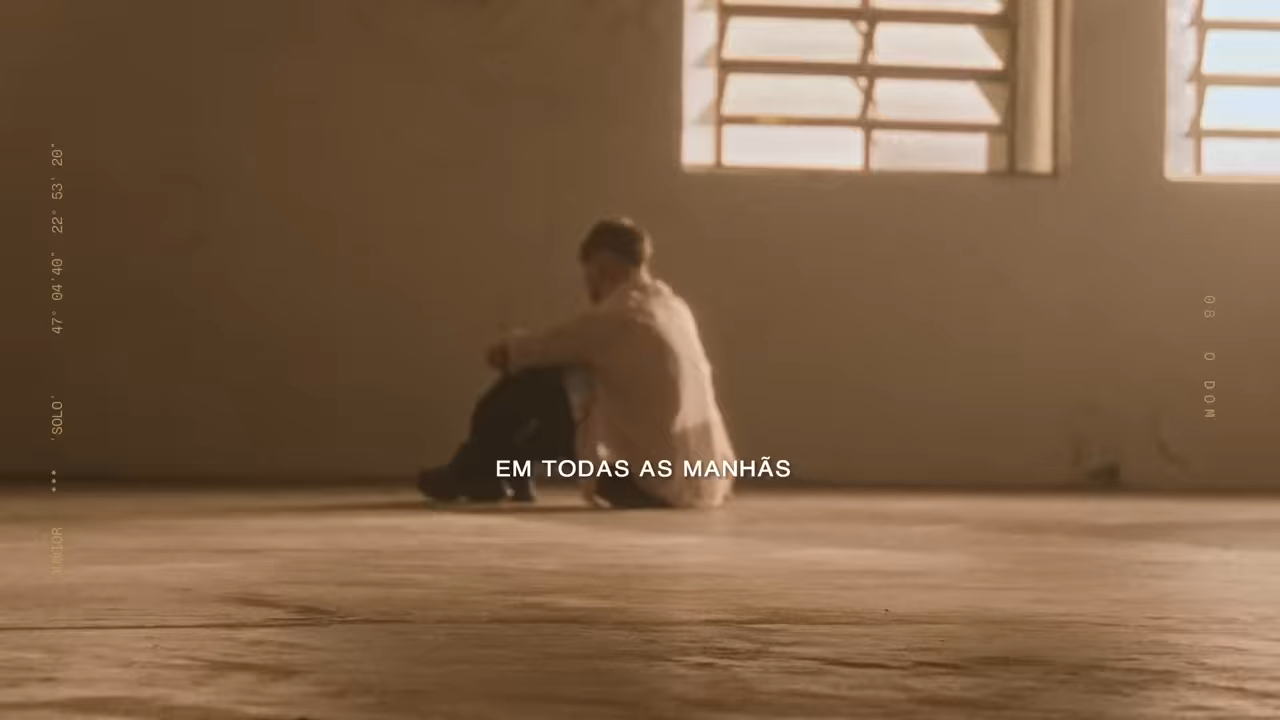 JUNIOR ••• 'SOLO' 47° 04'40" 22° 53' 20"
EM TODAS AS MANHÃS
08 O DOM